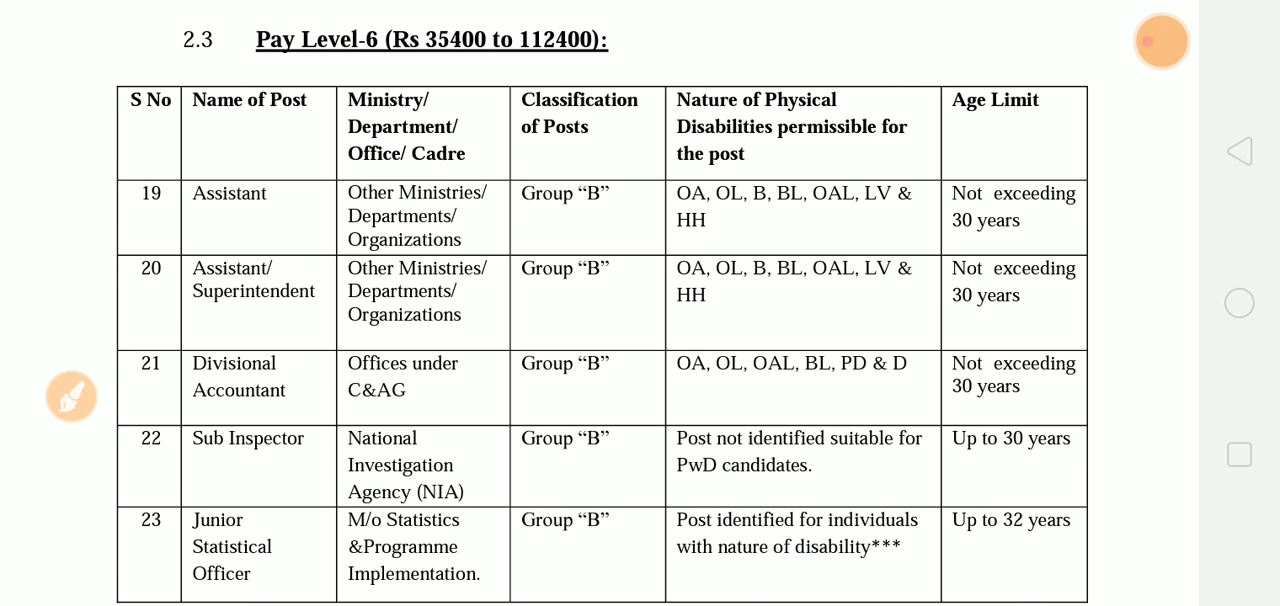 2.3 Pay Level-6 (Rs 35400 to 112400):
S No Name of Post Ministry/ Department/ Office/ Cadre Classification of Posts Nature of Physical Disabilities permissible for the post Age Limit
19 Assistant Other Ministries/ Departments/ Organizations Group “B” OA, OL, B, BL, OAL, LV & HH Not exceeding 30 years
20 Assistant/ Superintendent Other Ministries/ Departments/ Organizations Group “B” OA, OL, B, BL, OAL, LV & HH Not exceeding 30 years
21 Divisional Accountant Offices under C&AG Group “B” OA, OL, OAL, BL, PD & D Not exceeding 30 years
22 Sub Inspector National Investigation Agency (NIA) Group “B” Post not identified suitable for PwD candidates. Up to 30 years
23 Junior Statistical Officer M/o Statistics &Programme Implementation. Group “B” Post identified for individuals with nature of disability*** Up to 32 years